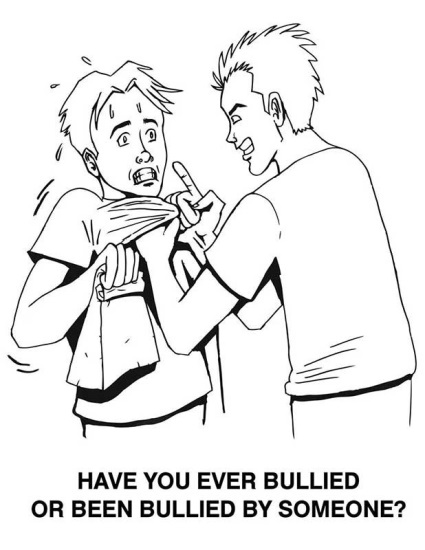 HAVE YOU EVER BULLIED
OR BEEN BULLIED BY SOMEONE?